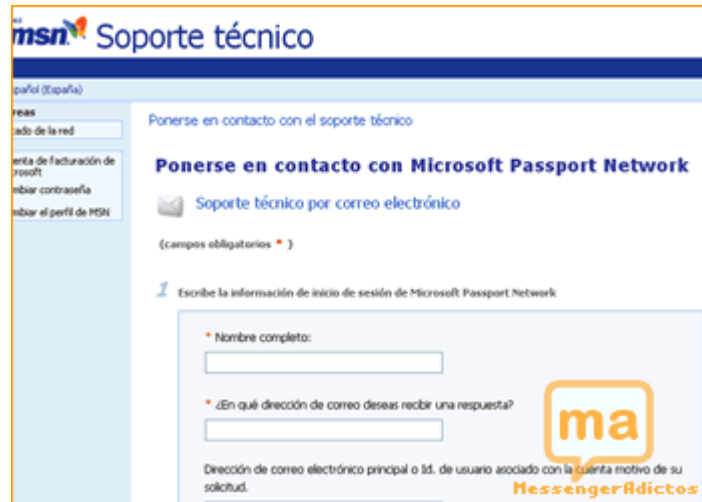 msn Soporte técnico
pañol (España)
reas
tado de la red
enta de facturación de
rosoft
mbiar contraseña
mbiar el perfil de MSN
Ponerse en contacto con el soporte técnico
Ponerse en contacto con Microsoft Passport Network
Soporte técnico por correo electrónico
(campos obligatorios * )
1 Escribe la información de inicio de sesión de Microsoft Passport Network
* Nombre completo:
* ¿En qué dirección de correo deseas recibir una respuesta?
Dirección de correo electrónico principal o Id. de usuario asociado con la cuenta motivo de su
solicitud.
ma
MessengerAdictos